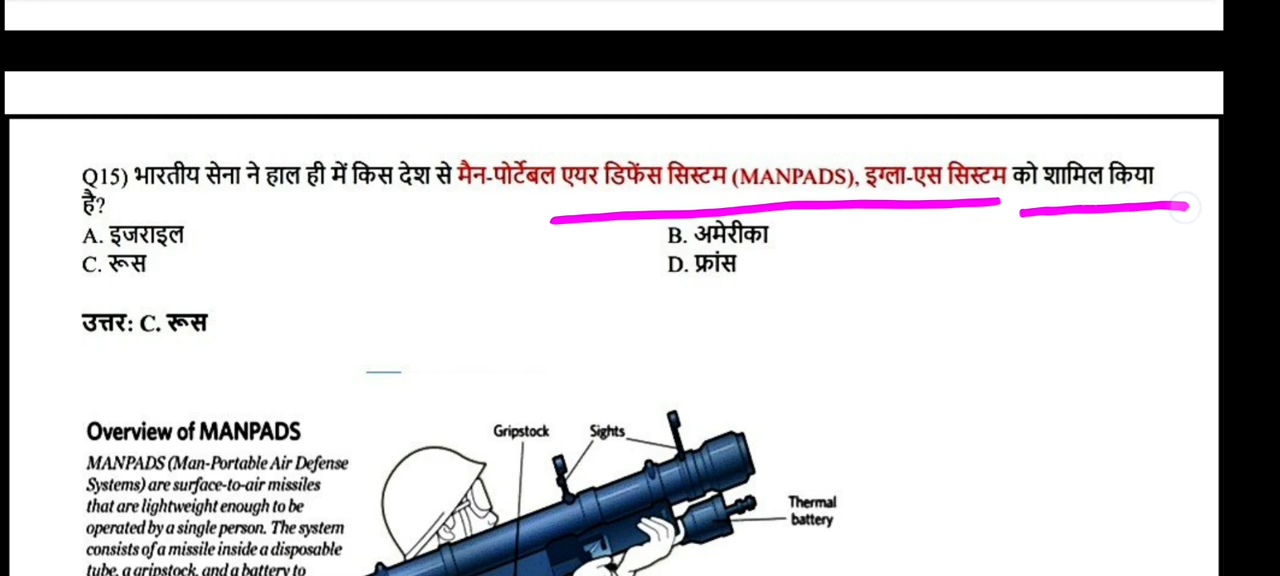 Q15) भारतीय सेना ने हाल ही में किस देश से मैन-पोर्टेबल एयर डिफेंस सिस्टम (MANPADS), इग्ला-एस सिस्टम को शामिल किया
है?
A. इजराइल
B. अमेरीका
C. रूस
D. फ्रांस
उत्तर: C. रूस
Overview of MANPADS
Gripstock
Sights
MANPADS (Man-Portable Air Defense
Systems) are surface-to-air missiles
that are lightweight enough to be
operated by a single person. The system
consists of a missile inside a disposable
tube, a gripstock, and a battery to
Thermal
battery